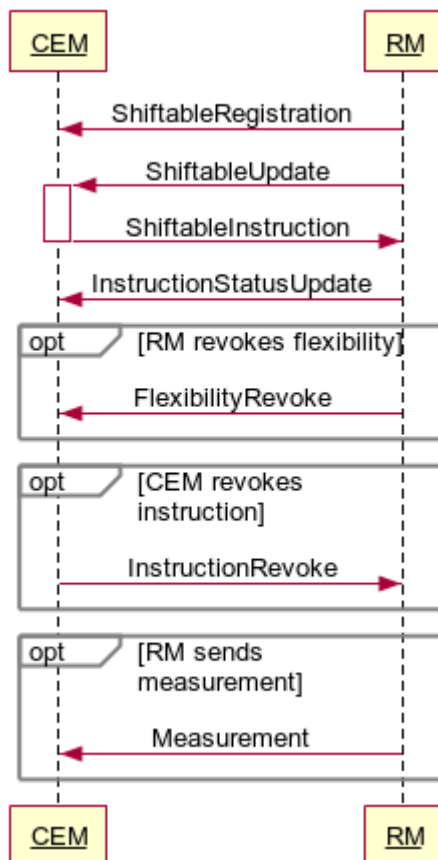 CEM
RM
ShiftableRegistration
ShiftableUpdate
ShiftableInstruction
InstructionStatusUpdate
opt
[RM revokes flexibility]
FlexibilityRevoke
opt
[CEM revokes
instruction]
InstructionRevoke
opt
[RM sends
measurement]
Measurement
CEM
RM